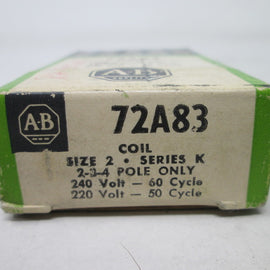 A-B
A-B
72A83
COIL
SIZE 2 • SERIES K
2-3-4 POLE ONLY
240 Volt — 60 Cycle
220 Volt — 50 Cycle